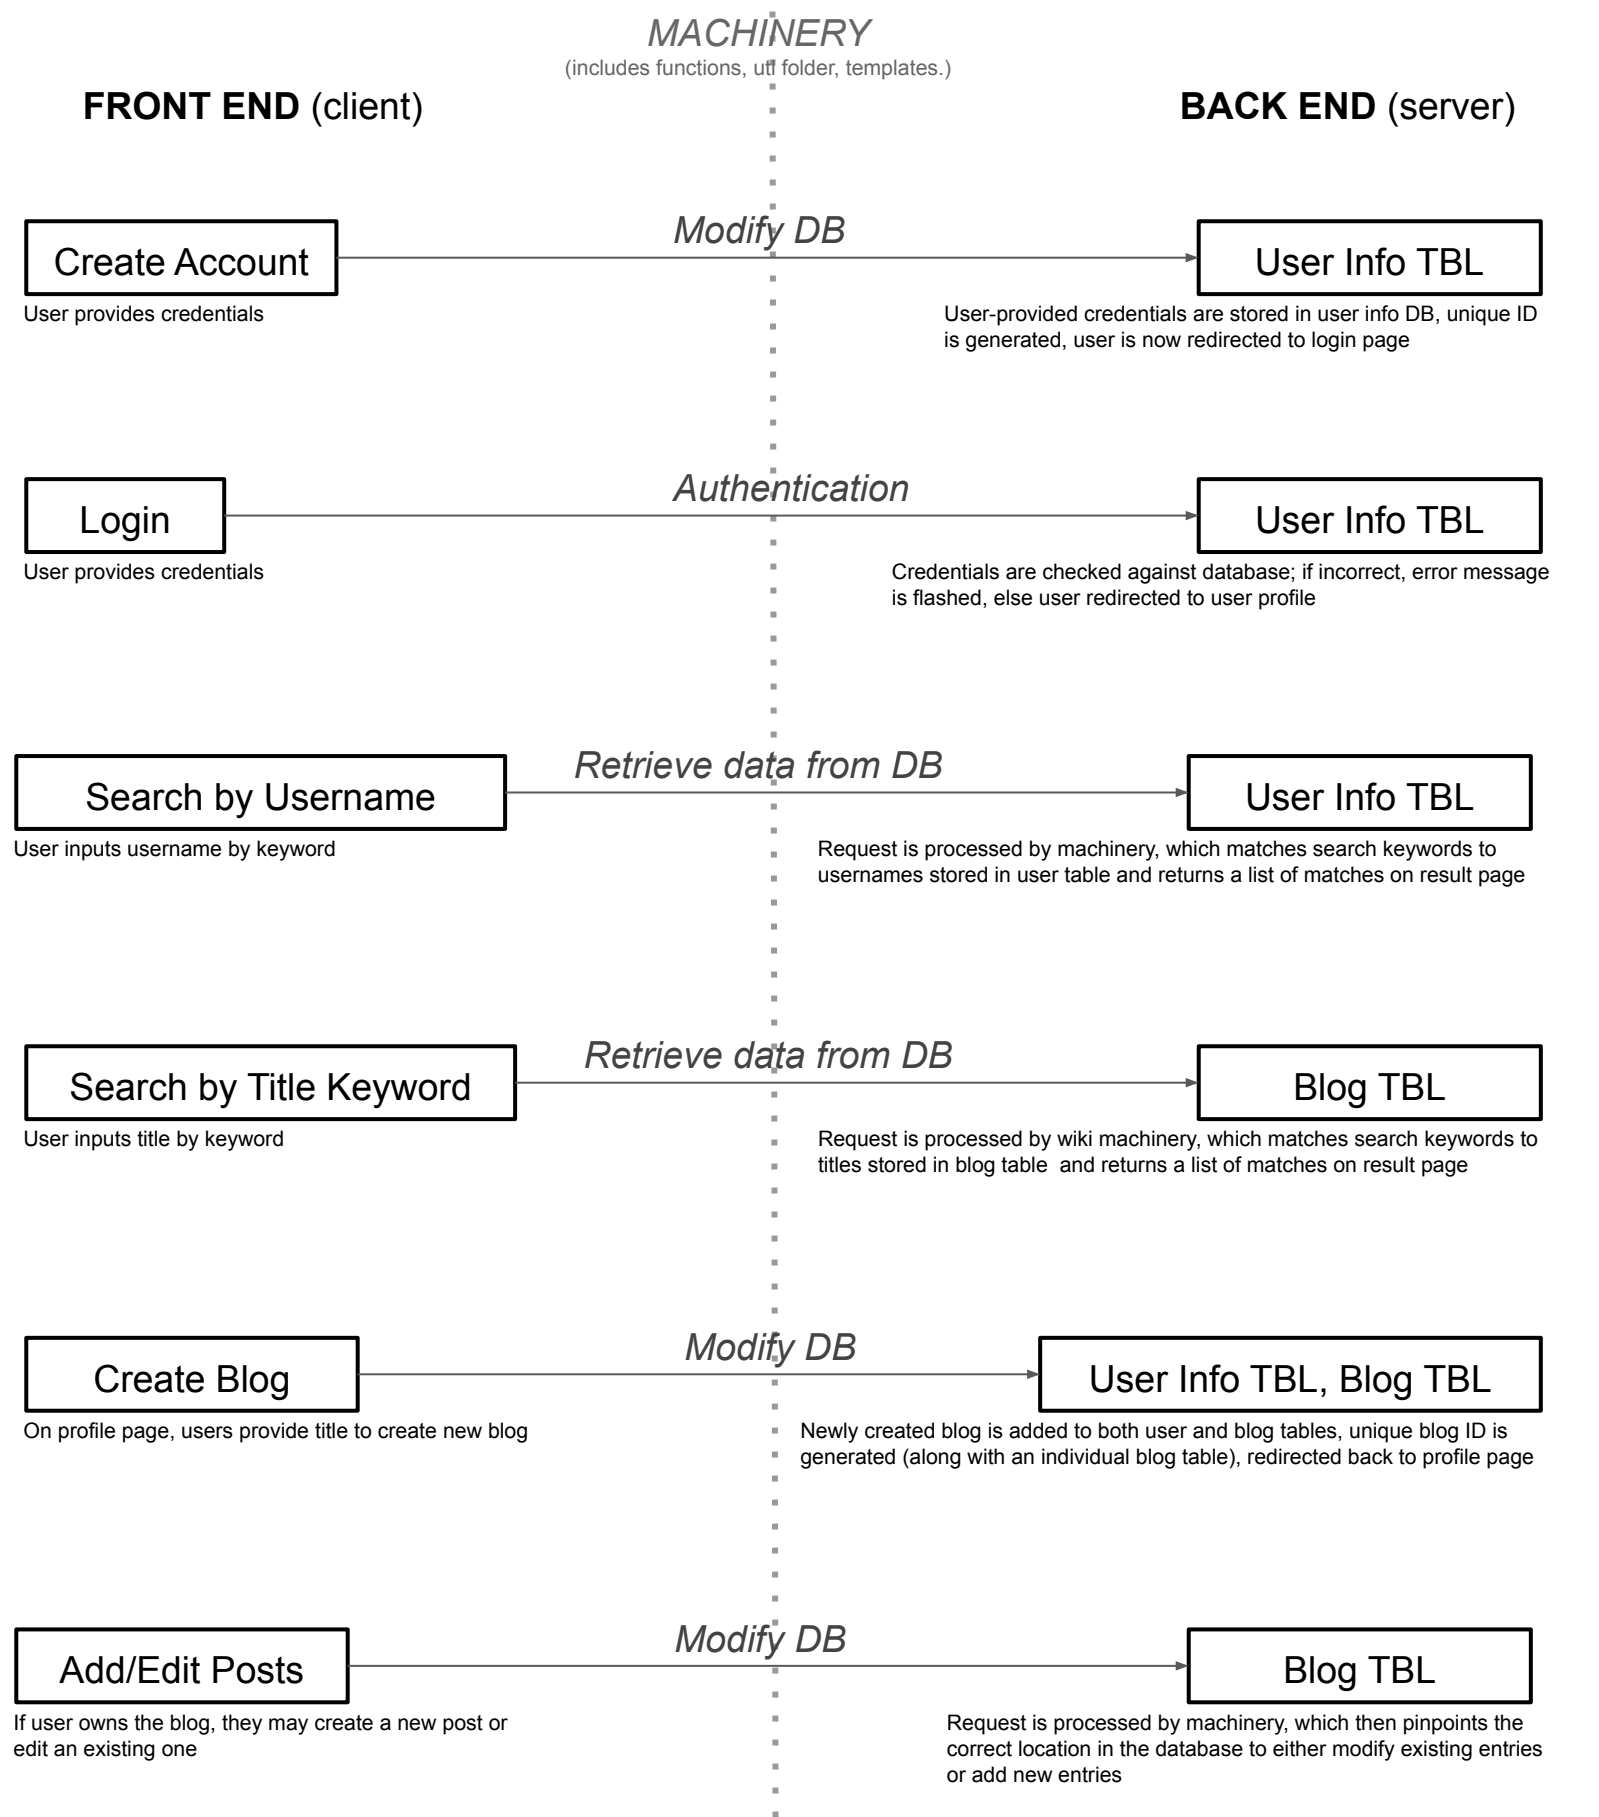 MACHINERY
(includes functions, utl folder, templates.)
FRONT END (client)
BACK END (server)
Modify DB
Create Account
User Info TBL
User provides credentials
User-provided credentials are stored in user info DB, unique ID
is generated, user is now redirected to login page
Authentication
Login
User Info TBL
User provides credentials
Credentials are checked against database; if incorrect, error message
is flashed, else user redirected to user profile
Retrieve data from DB
Search by Username
User Info TBL
User inputs username by keyword
Request is processed by machinery, which matches search keywords to
usernames stored in user table and returns a list of matches on result page
Retrieve data from DB
Search by Title Keyword
Blog TBL
User inputs title by keyword
Request is processed by wiki machinery, which matches search keywords to
titles stored in blog table  and returns a list of matches on result page
Modify DB
Create Blog
User Info TBL, Blog TBL
On profile page, users provide title to create new blog
Newly created blog is added to both user and blog tables, unique blog ID is
generated (along with an individual blog table), redirected back to profile page
Modify DB
Add/Edit Posts
Blog TBL
If user owns the blog, they may create a new post or
edit an existing one
Request is processed by machinery, which then pinpoints the
correct location in the database to either modify existing entries
or add new entries